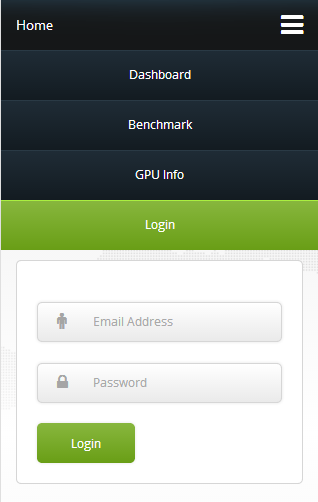 Home
Dashboard
Benchmark
GPU Info
Login
Email Address
Password
Login